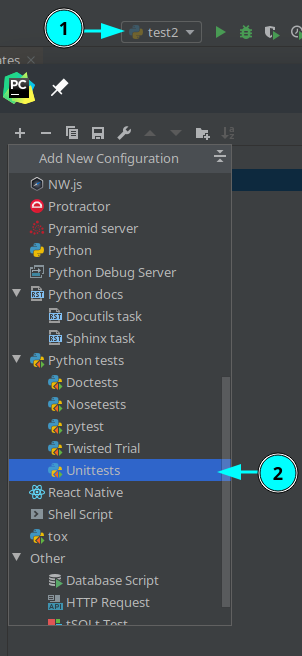 1
test2
ates
PC
Add New Configuration
NW.js
Protractor
Pyramid server
Python
Python Debug Server
Python docs
Docutils task
Sphinx task
Python tests
Doctests
Nosetests
pytest
Twisted Trial
Unittests
2
React Native
Shell Script
tox
Other
Database Script
HTTP Request
tSQLt Test